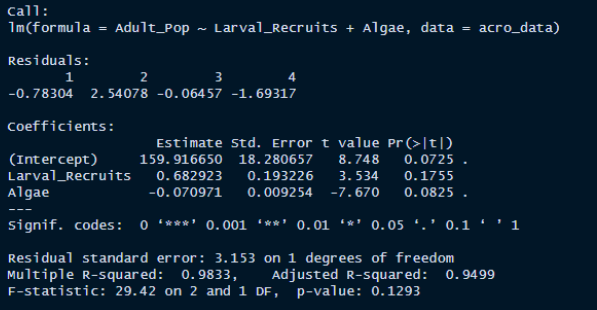 Call:
lm(formula = Adult_Pop ~ Larval_Recruits + Algae, data = acro_data)
Residuals:
1 2 3 4
-0.78304 2.54078 -0.06457 -1.69317
Coefficients:
Estimate Std. Error t value Pr(>|t|)
(Intercept) 159.916650 18.280657 8.748 0.0725 .
Larval_Recruits 0.682923 0.193226 3.534 0.1755
Algae -0.070971 0.009254 -7.670 0.0825 .
---
Signif. codes: 0 ‘***’ 0.001 ‘**’ 0.01 ‘*’ 0.05 ‘.’ 0.1 ‘ ’ 1
Residual standard error: 3.153 on 1 degrees of freedom
Multiple R-squared: 0.9833, Adjusted R-squared: 0.9499
F-statistic: 29.42 on 2 and 1 DF, p-value: 0.1293